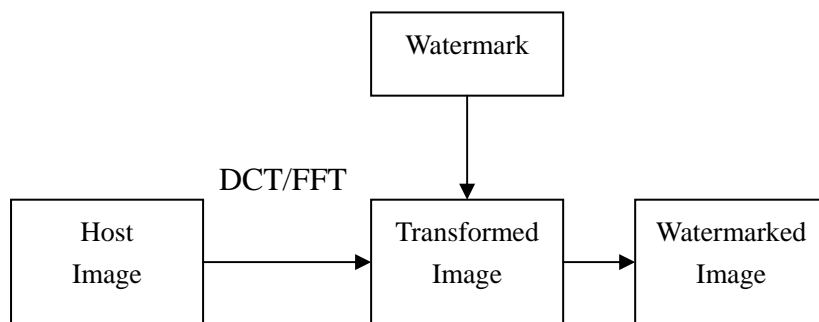 Watermark
DCT/FFT
Host
Image
Transformed
Image
Watermarked
Image